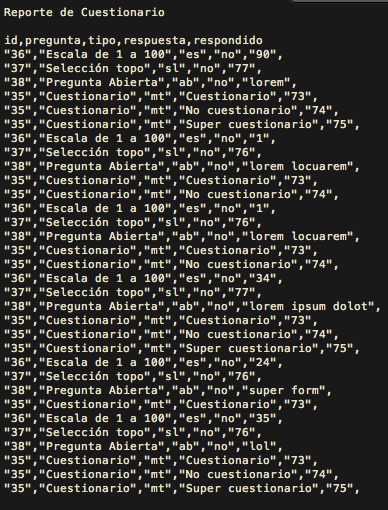 Reporte de Cuestionario
id,pregunta,tipo,respuesta,respondido
"36","Escala de 1 a 100","es","no","90",
"37","Selección topo","sl","no","77",
"38","Pregunta Abierta","ab","no","lorem",
"35","Cuestionario","mt","Cuestionario","73",
"35","Cuestionario","mt","No cuestionario","74",
"35","Cuestionario","mt","Super cuestionario","75",
"36","Escala de 1 a 100","es","no","1",
"37","Selección topo","sl","no","76",
"38","Pregunta Abierta","ab","no","lorem locuarem",
"35","Cuestionario","mt","Cuestionario","73",
"35","Cuestionario","mt","No cuestionario","74",
"36","Escala de 1 a 100","es","no","1",
"37","Selección topo","sl","no","76",
"38","Pregunta Abierta","ab","no","lorem locuarem",
"35","Cuestionario","mt","Cuestionario","73",
"35","Cuestionario","mt","No cuestionario","74",
"36","Escala de 1 a 100","es","no","34",
"37","Selección topo","sl","no","77",
"38","Pregunta Abierta","ab","no","lorem ipsum dolot",
"35","Cuestionario","mt","Cuestionario","73",
"35","Cuestionario","mt","No cuestionario","74",
"35","Cuestionario","mt","Super cuestionario","75",
"36","Escala de 1 a 100","es","no","24",
"37","Selección topo","sl","no","76",
"38","Pregunta Abierta","ab","no","super form",
"35","Cuestionario","mt","Cuestionario","73",
"36","Escala de 1 a 100","es","no","35",
"37","Selección topo","sl","no","76",
"38","Pregunta Abierta","ab","no","lol",
"35","Cuestionario","mt","Cuestionario","73",
"35","Cuestionario","mt","No cuestionario","74",
"35","Cuestionario","mt","Super cuestionario","75",